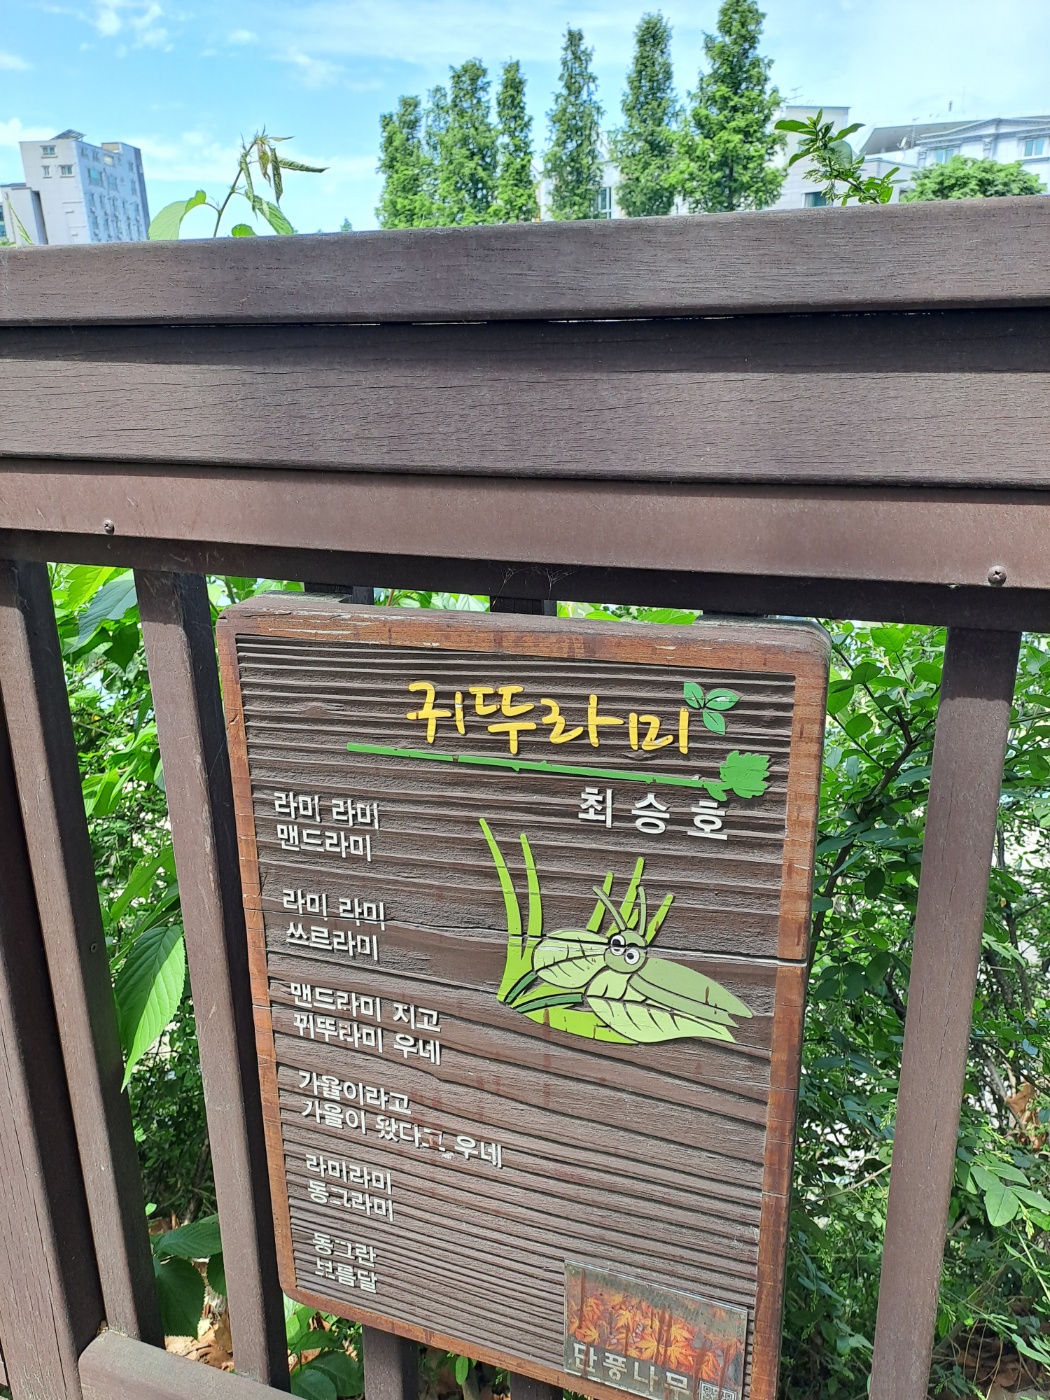 귀뚜라미
최승호
라미 라미
맨드라미
라미 라미
쓰르라미
맨드라미 지고
귀뚜라미 우네
가을이라고
가을이 왔다고 우네
라미라미
동그라미
동그란
보름달
단풍나무